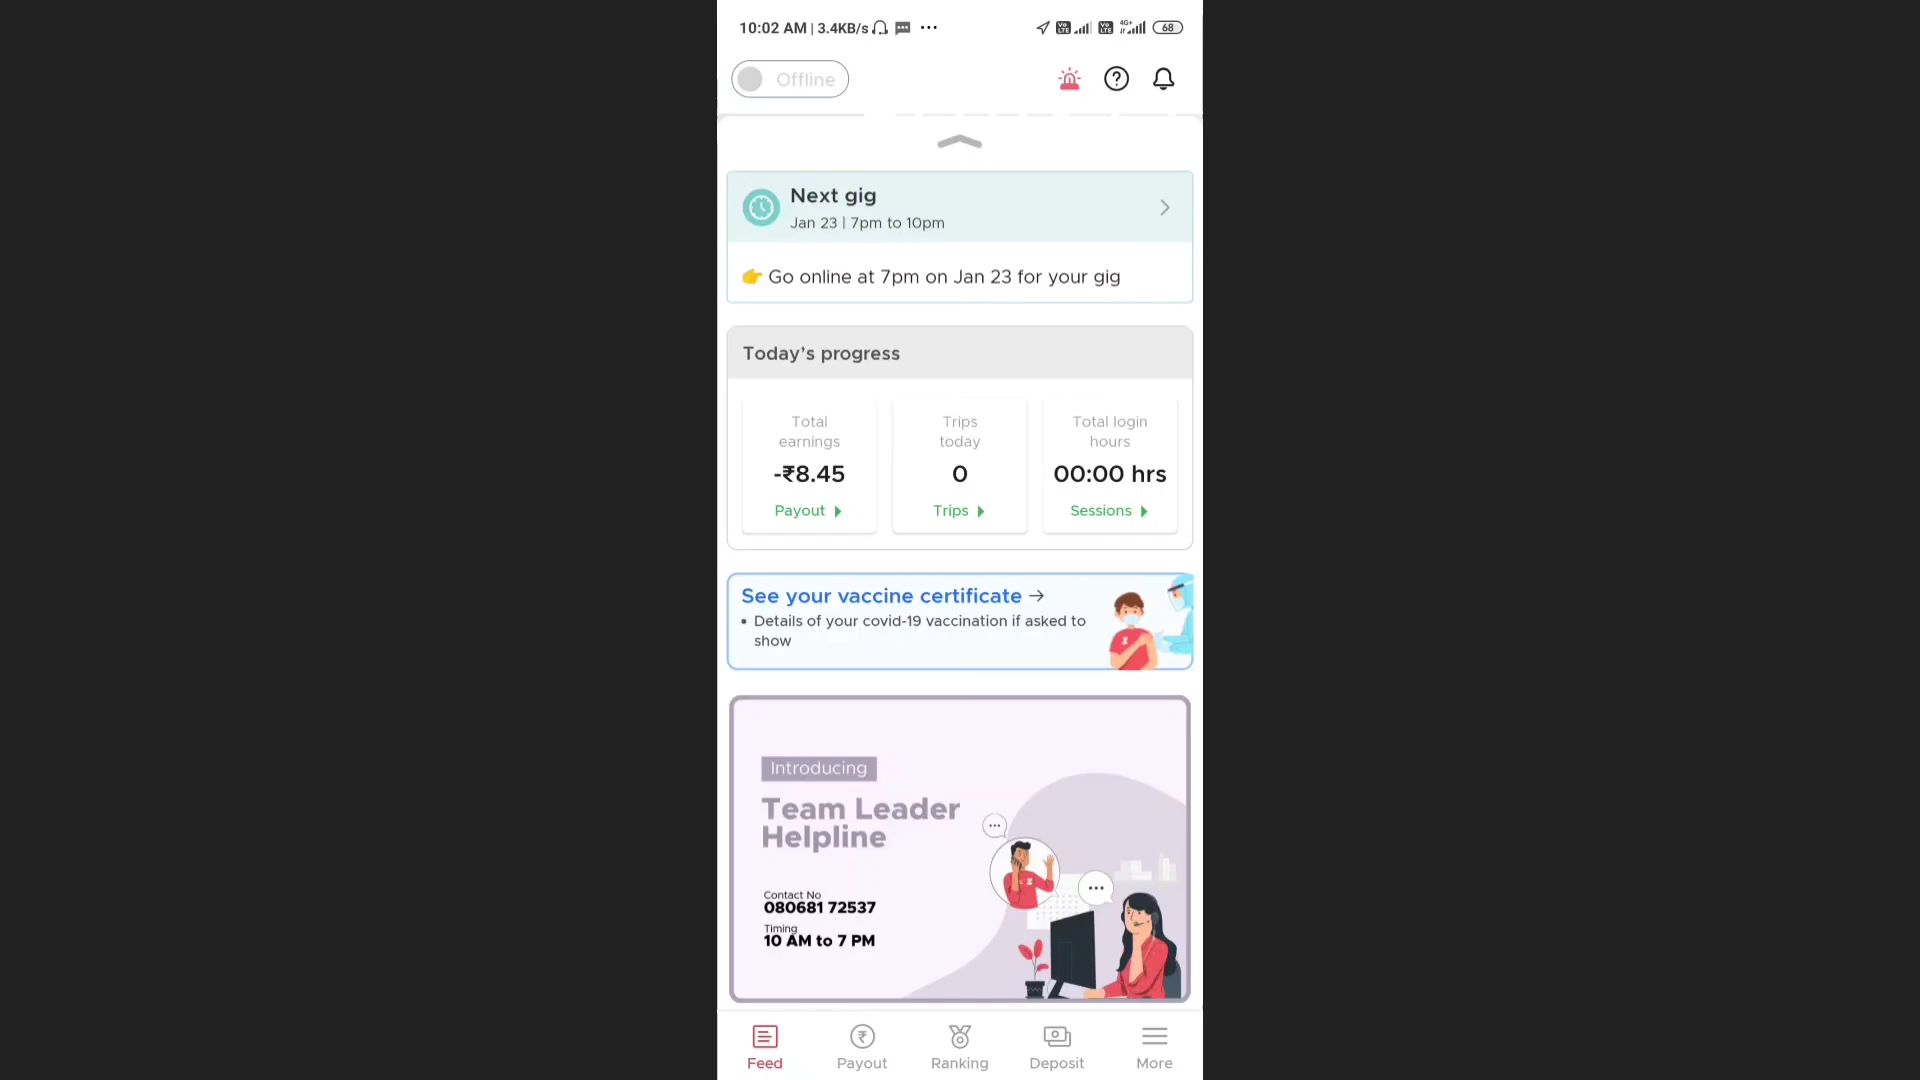 10:02 AM | 3.4KB/s
4G+
68
Offline
Next gig
Jan 23 | 7pm to 10pm
👉 Go online at 7pm on Jan 23 for your gig
Today's progress
Total earnings
-₹8.45
Payout
Trips today
0
Trips
Total login hours
00:00 hrs
Sessions
See your vaccine certificate →
• Details of your covid-19 vaccination if asked to
show
Introducing
Team Leader
Helpline
Contact No
080681 72537
Timing
10 AM to 7 PM
Feed
Payout
Ranking
Deposit
More